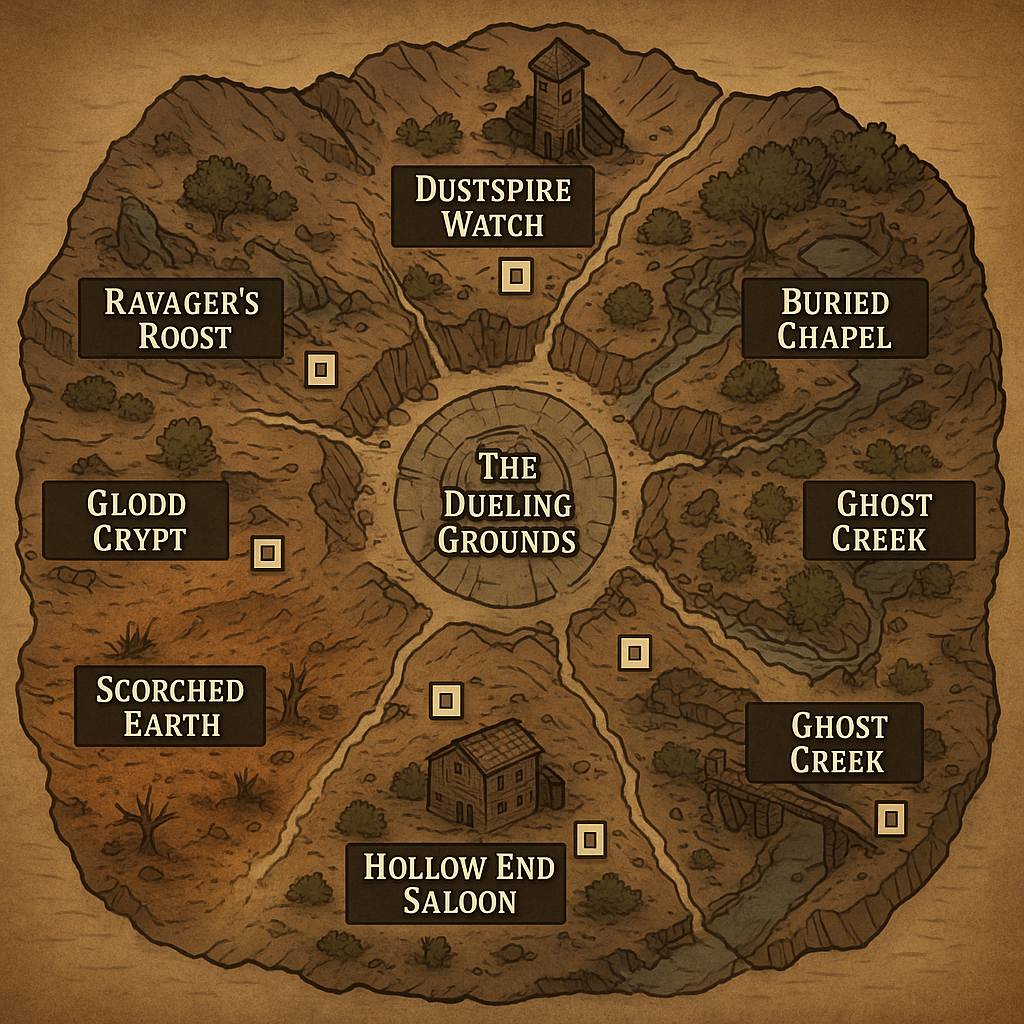 DUSTSPIRE
WATCH
RAVAGER'S
ROOST
BURIED
CHAPEL
THE
DUELING
GROUNDS
GLODD
CRYPT
GHOST
CREEK
SCORCHED
EARTH
GHOST
CREEK
HOLLOW END
SALOON